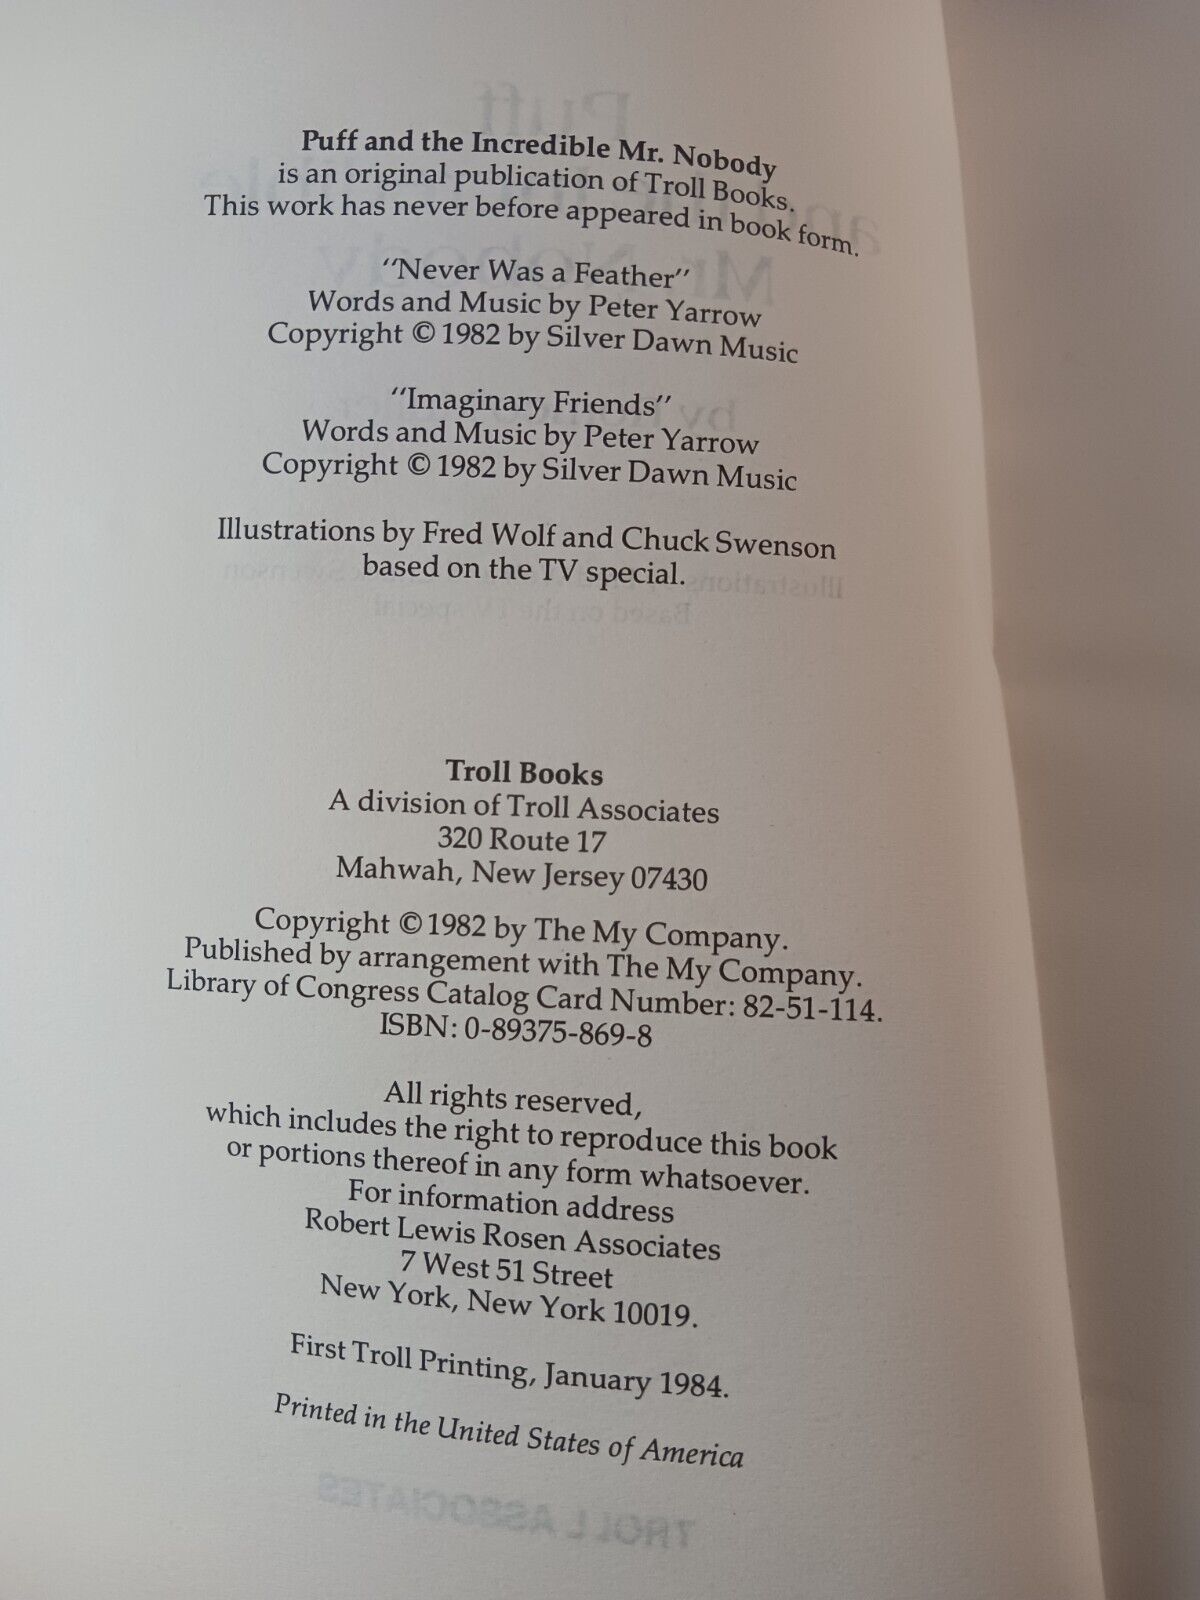 Puff and the Incredible Mr. Nobody
is an original publication of Troll Books.
This work has never before appeared in book form.
"Never Was a Feather"
Words and Music by Peter Yarrow
Copyright © 1982 by Silver Dawn Music
"Imaginary Friends"
Words and Music by Peter Yarrow
Copyright © 1982 by Silver Dawn Music
Illustrations by Fred Wolf and Chuck Swenson
based on the TV special.
Troll Books
A division of Troll Associates
320 Route 17
Mahwah, New Jersey 07430
Copyright © 1982 by The My Company.
Published by arrangement with The My Company.
Library of Congress Catalog Card Number: 82-51-114.
ISBN: 0-89375-869-8
All rights reserved,
which includes the right to reproduce this book
or portions thereof in any form whatsoever.
For information address
Robert Lewis Rosen Associates
7 West 51 Street
New York, New York 10019.
First Troll Printing, January 1984.
Printed in the United States of America
TROLL ASSOCIATES